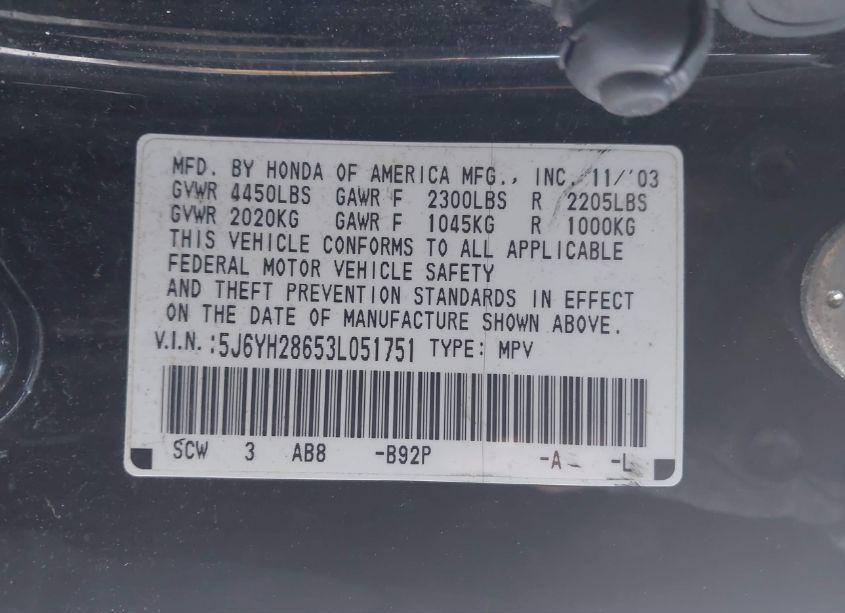 MFD. BY HONDA OF AMERICA MFG., INC. 11/'03
GVWR 4450LBS GAWR F 2300LBS R 2205LBS
GVWR 2020KG GAWR F 1045KG R 1000KG
THIS VEHICLE CONFORMS TO ALL APPLICABLE
FEDERAL MOTOR VEHICLE SAFETY
AND THEFT PREVENTION STANDARDS IN EFFECT
ON THE DATE OF MANUFACTURE SHOWN ABOVE.
V.I.N.:5J6YH28653L051751 TYPE: MPV
SCW 3 AB8 -B92P -A -L